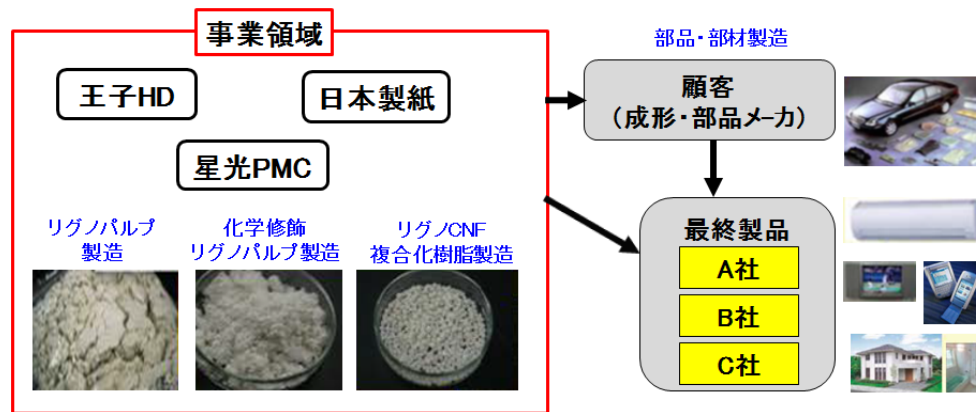 事業領域
王子HD
日本製紙
星光PMC
リグノパルプ
製造
化学修飾
リグノパルプ製造
リグノCNF
複合化樹脂製造
部品・部材製造
顧客
(成形・部品メーカ)
最終製品
A社
B社
C社